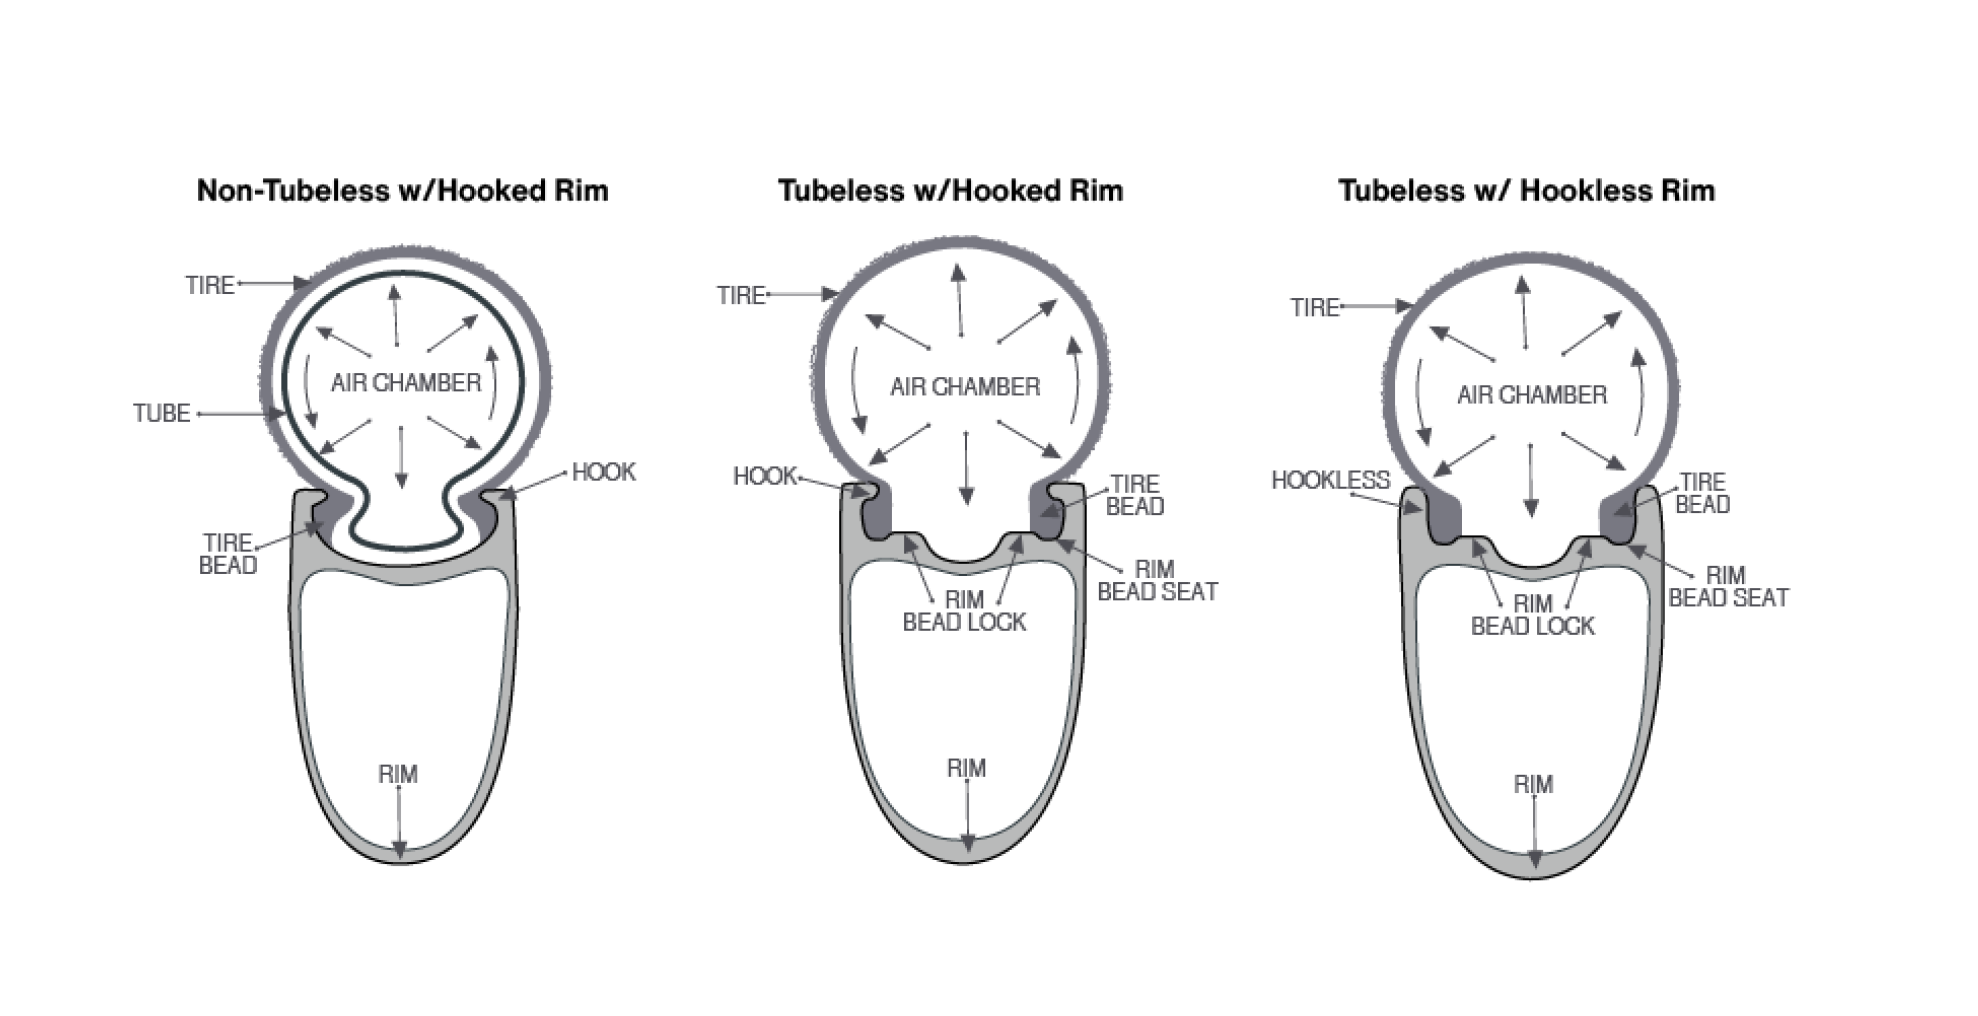 Non-Tubeless w/Hooked Rim
TIRE
AIR CHAMBER
TUBE
HOOK
TIRE
BEAD
RIM
Tubeless w/Hooked Rim
TIRE
AIR CHAMBER
HOOK
TIRE
BEAD
RIM
BEAD SEAT
RIM
BEAD LOCK
RIM
Tubeless w/ Hookless Rim
TIRE
AIR CHAMBER
HOOKLESS
TIRE
BEAD
RIM
BEAD SEAT
RIM
BEAD LOCK
RIM